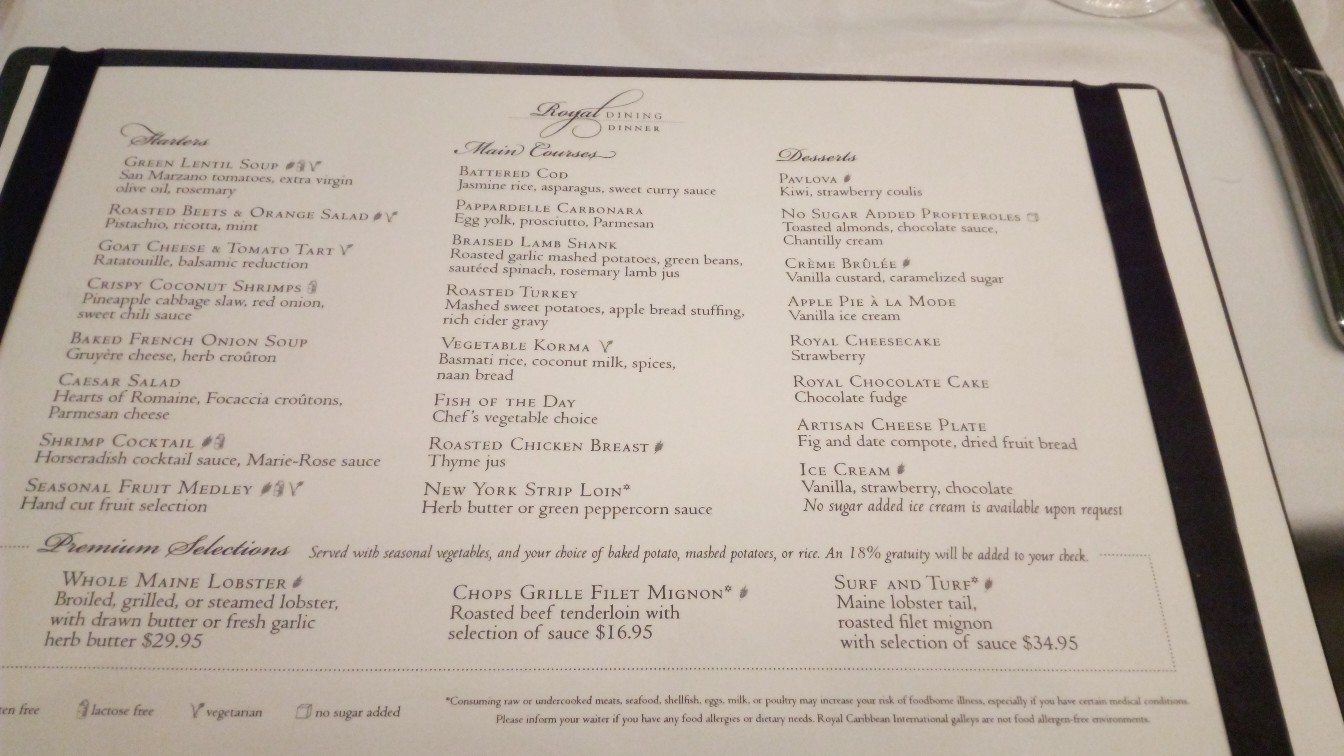 Royal DINING
DINNER
Starters
GREEN LENTIL SOUP
San Marzano tomatoes, extra virgin
olive oil, rosemary
ROASTED BEETS & ORANGE SALAD
Pistachio, ricotta, mint
GOAT CHEESE & TOMATO TART
Ratatouille, balsamic reduction
CRISPY COCONUT SHRIMPS
Pineapple cabbage slaw, red onion,
sweet chili sauce
BAKED FRENCH ONION SOUP
Gruyère cheese, herb croûton
CAESAR SALAD
Hearts of Romaine, Focaccia croûtons,
Parmesan cheese
SHRIMP COCKTAIL
Horseradish cocktail sauce, Marie-Rose sauce
SEASONAL FRUIT MEDLEY
Hand cut fruit selection
Main Courses
BATTERED COD
Jasmine rice, asparagus, sweet curry sauce
PAPPARDELLE CARBONARA
Egg yolk, prosciutto, Parmesan
BRAISED LAMB SHANK
Roasted garlic mashed potatoes, green beans,
sautéed spinach, rosemary lamb jus
ROASTED TURKEY
Mashed sweet potatoes, apple bread stuffing,
rich cider gravy
VEGETABLE KORMA
Basmati rice, coconut milk, spices,
naan bread
FISH OF THE DAY
Chef's vegetable choice
ROASTED CHICKEN BREAST
Thyme jus
NEW YORK STRIP LOIN*
Herb butter or green peppercorn sauce
Desserts
PAVLOVA
Kiwi, strawberry coulis
NO SUGAR ADDED PROFITEROLES
Toasted almonds, chocolate sauce,
Chantilly cream
CRÈME BRÛLÉE
Vanilla custard, caramelized sugar
APPLE PIE À LA MODE
Vanilla ice cream
ROYAL CHEESECAKE
Strawberry
ROYAL CHOCOLATE CAKE
Chocolate fudge
ARTISAN CHEESE PLATE
Fig and date compote, dried fruit bread
ICE CREAM
Vanilla, strawberry, chocolate
No sugar added ice cream is available upon request
Premium Selections Served with seasonal vegetables, and your choice of baked potato, mashed potatoes, or rice. An 18% gratuity will be added to your check.
WHOLE MAINE LOBSTER
Broiled, grilled, or steamed lobster,
with drawn butter or fresh garlic
herb butter $29.95
CHOPS GRILLE FILET MIGNON*
Roasted beef tenderloin with
selection of sauce $16.95
SURF AND TURF*
Maine lobster tail,
roasted filet mignon
with selection of sauce $34.95
ten free lactose free vegetarian no sugar added
*Consuming raw or undercooked meats, seafood, shellfish, eggs, milk, or poultry may increase your risk of foodborne illness, especially if you have certain medical conditions.
Please inform your waiter if you have any food allergies or dietary needs. Royal Caribbean International galleys are not food allergen-free environments.